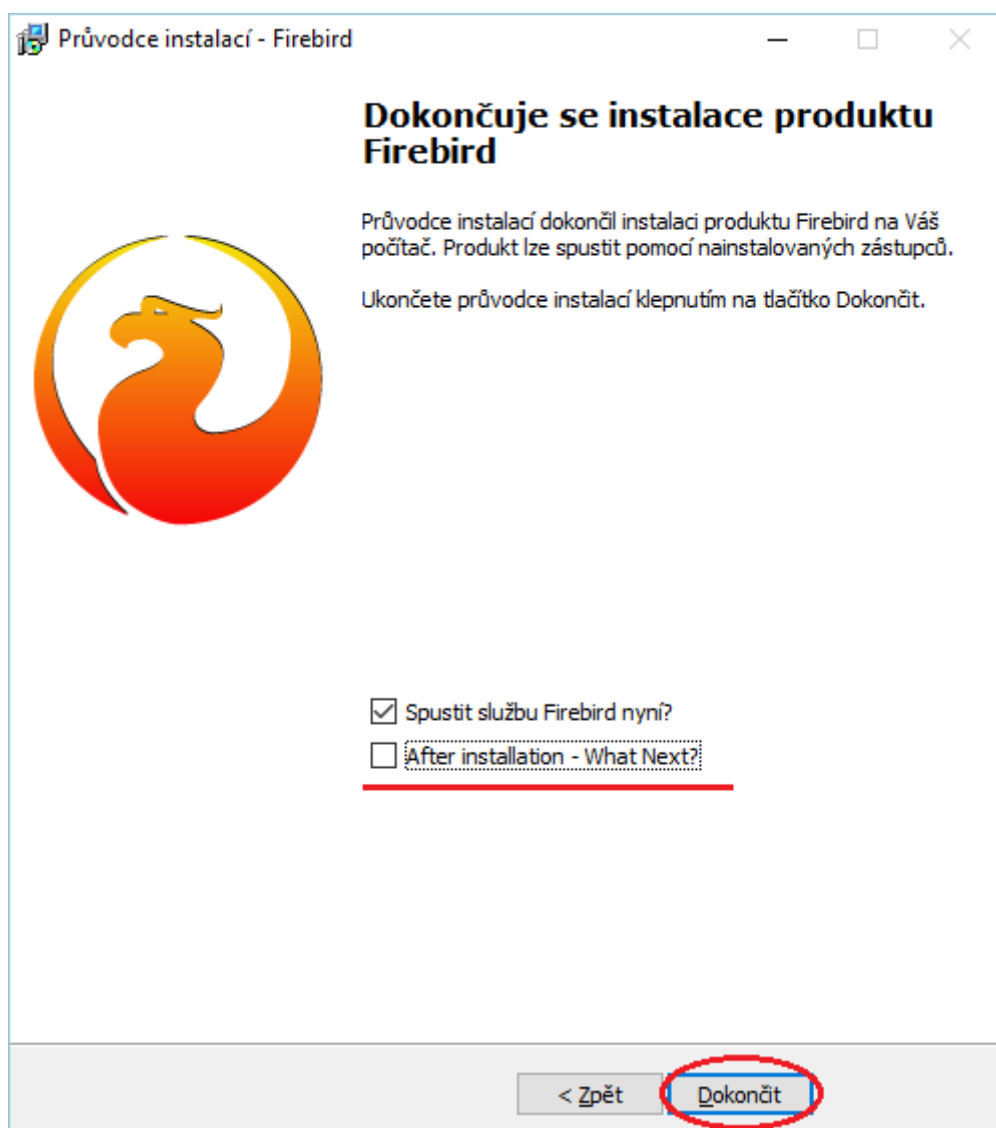 Průvodce instalací - Firebird
Dokončuje se instalace produktu
Firebird
Průvodce instalací dokončil instalaci produktu Firebird na Váš
počítač. Produkt lze spustit pomocí nainstalovaných zástupců.
Ukončete průvodce instalací klepnutím na tlačítko Dokončit.
Spustit službu Firebird nyní?
After installation - What Next?
< Zpět
Dokončit